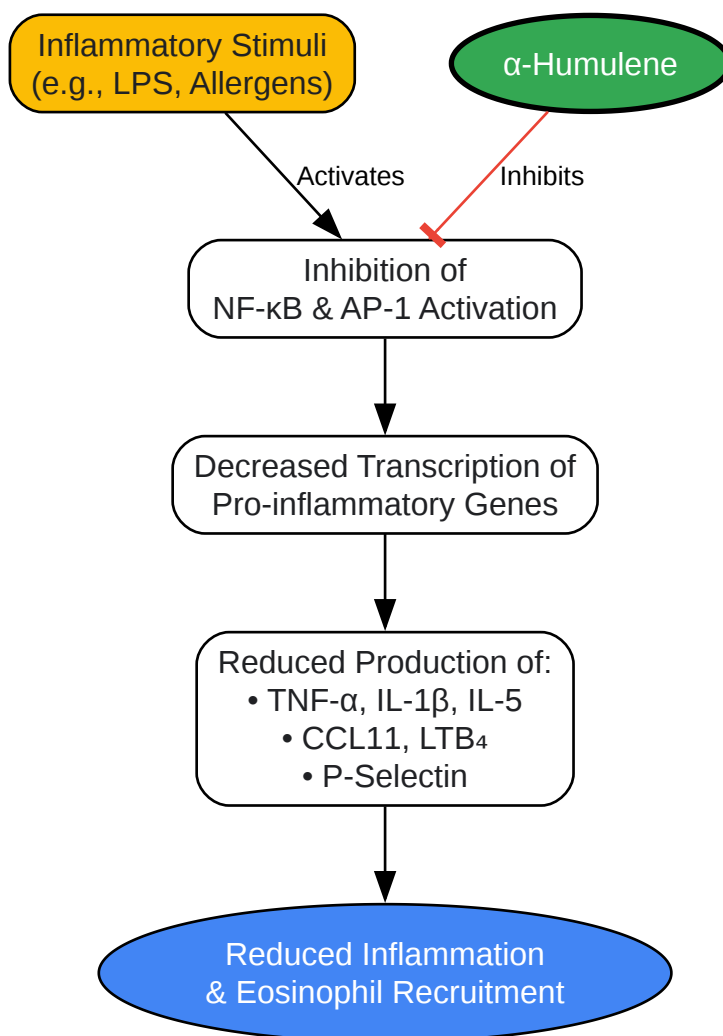 Inflammatory Stimuli
(e.g., LPS, Allergens)
α-Humulene
Activates
Inhibits
Inhibition of
NF-κB & AP-1 Activation
Decreased Transcription of
Pro-inflammatory Genes
Reduced Production of:
• TNF-α, IL-1β, IL-5
• CCL11, LTB₄
• P-Selectin
Reduced Inflammation
& Eosinophil Recruitment